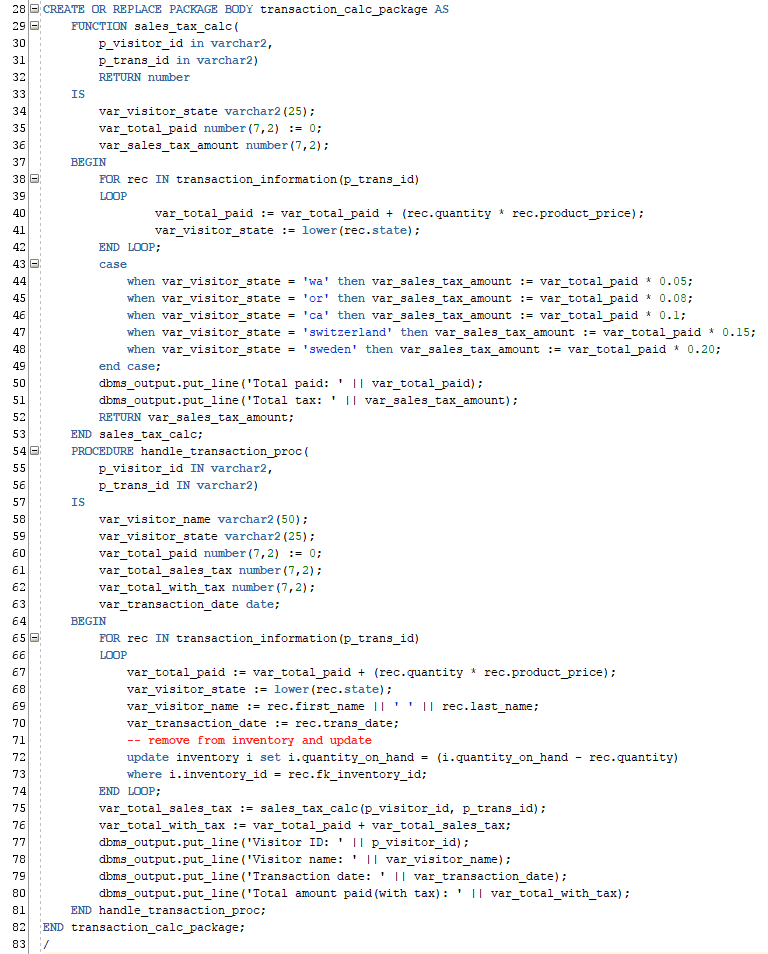 28 CREATE OR REPLACE PACKAGE BODY transaction_calc_package AS
29 FUNCTION sales_tax_calc(
30 p_visitor_id in varchar2,
31 p_trans_id in varchar2)
32 RETURN number
33 IS
34 var_visitor_state varchar2(25);
35 var_total_paid number(7,2) := 0;
36 var_sales_tax_amount number(7,2);
37 BEGIN
38 FOR rec IN transaction_information(p_trans_id)
39 LOOP
40 var_total_paid := var_total_paid + (rec.quantity * rec.product_price);
41 var_visitor_state := lower(rec.state);
42 END LOOP;
43 case
44 when var_visitor_state = 'wa' then var_sales_tax_amount := var_total_paid * 0.05;
45 when var_visitor_state = 'or' then var_sales_tax_amount := var_total_paid * 0.08;
46 when var_visitor_state = 'ca' then var_sales_tax_amount := var_total_paid * 0.1;
47 when var_visitor_state = 'switzerland' then var_sales_tax_amount := var_total_paid * 0.15;
48 when var_visitor_state = 'sweden' then var_sales_tax_amount := var_total_paid * 0.20;
49 end case;
50 dbms_output.put_line('Total paid: ' || var_total_paid);
51 dbms_output.put_line('Total tax: ' || var_sales_tax_amount);
52 RETURN var_sales_tax_amount;
53 END sales_tax_calc;
54 PROCEDURE handle_transaction_proc(
55 p_visitor_id IN varchar2,
56 p_trans_id IN varchar2)
57 IS
58 var_visitor_name varchar2(50);
59 var_visitor_state varchar2(25);
60 var_total_paid number(7,2) := 0;
61 var_total_sales_tax number(7,2);
62 var_total_with_tax number(7,2);
63 var_transaction_date date;
64 BEGIN
65 FOR rec IN transaction_information(p_trans_id)
66 LOOP
67 var_total_paid := var_total_paid + (rec.quantity * rec.product_price);
68 var_visitor_state := lower(rec.state);
69 var_visitor_name := rec.first_name || ' ' || rec.last_name;
70 var_transaction_date := rec.trans_date;
71 -- remove from inventory and update
72 update inventory i set i.quantity_on_hand = (i.quantity_on_hand - rec.quantity)
73 where i.inventory_id = rec.fk_inventory_id;
74 END LOOP;
75 var_total_sales_tax := sales_tax_calc(p_visitor_id, p_trans_id);
76 var_total_with_tax := var_total_paid + var_total_sales_tax;
77 dbms_output.put_line('Visitor ID: ' || p_visitor_id);
78 dbms_output.put_line('Visitor name: ' || var_visitor_name);
79 dbms_output.put_line('Transaction date: ' || var_transaction_date);
80 dbms_output.put_line('Total amount paid(with tax): ' || var_total_with_tax);
81 END handle_transaction_proc;
82 END transaction_calc_package;
83 /